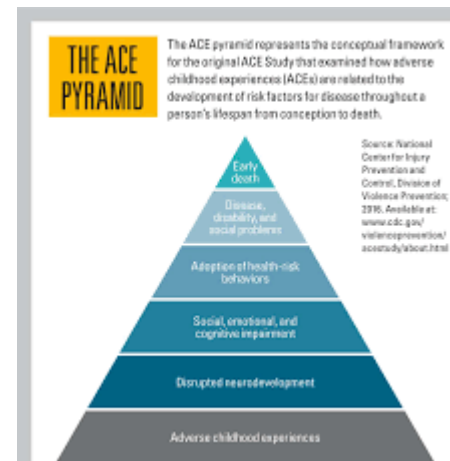 THE ACE
PYRAMID
The ACE pyramid represents the conceptual framework
for the original ACE Study that examined how adverse
childhood experiences (ACEs) are related to the
development of risk factors for disease throughout a
person's lifespan from conception to death.
Source: National
Center for Injury
Prevention and
Control, Division of
Violence Prevention;
2016. Available at:
www.cdc.gov/
violenceprevention/
acestudy/about.html
Early
death
Disease,
disability, and
social problems
Adoption of health-risk
behaviors
Social, emotional, and
cognitive impairment
Disrupted neurodevelopment
Adverse childhood experiences